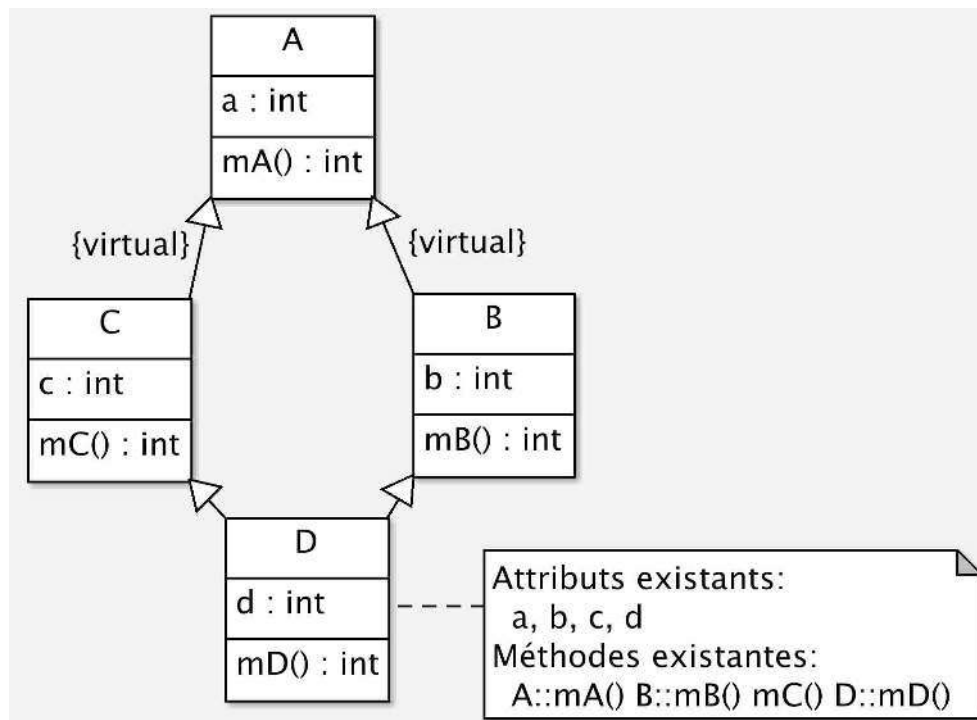 A
a : int
mA() : int
{virtual}
{virtual}
C
c : int
mC() : int
B
b : int
mB() : int
D
d : int
mD() : int
Attributs existants:
a, b, c, d
Méthodes existantes:
A::mA() B::mB() mC() D::mD()